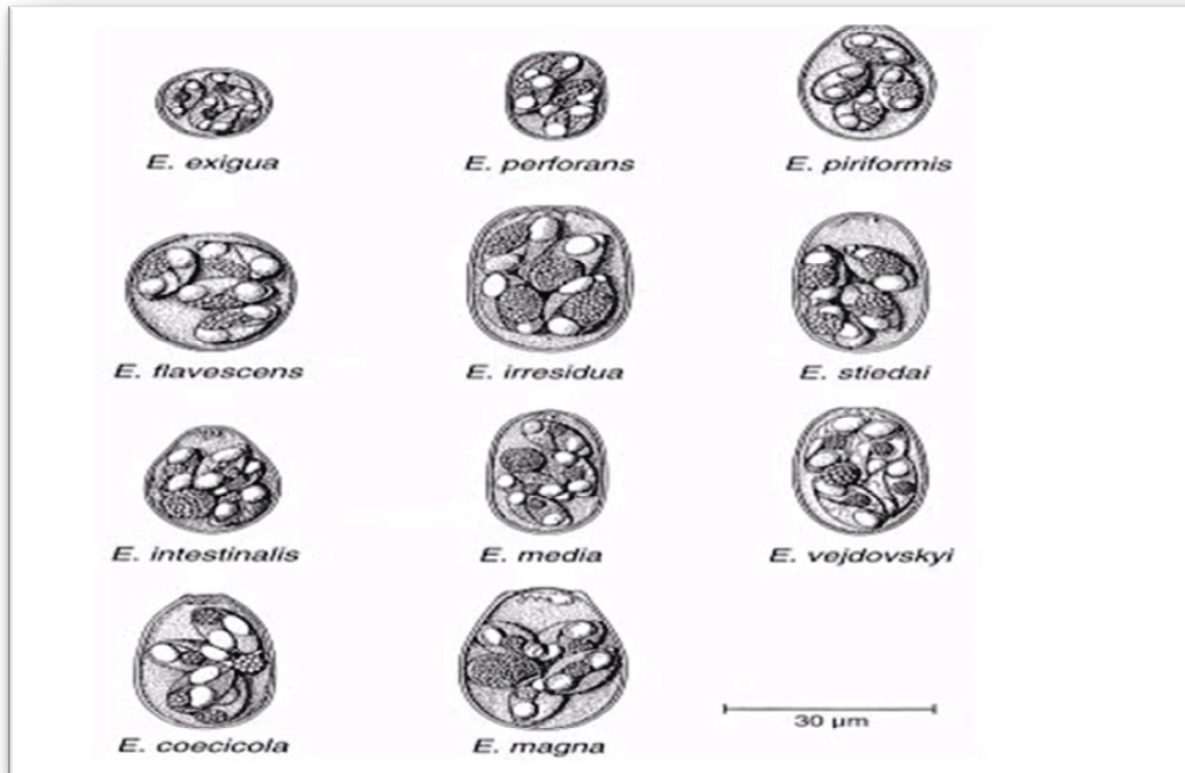 E. exigua E. perforans E. piriformis
E. flavescens E. irresidua E. stiedai
E. intestinalis E. media E. vejdovskyi
30 µm
E. coecicola E. magna